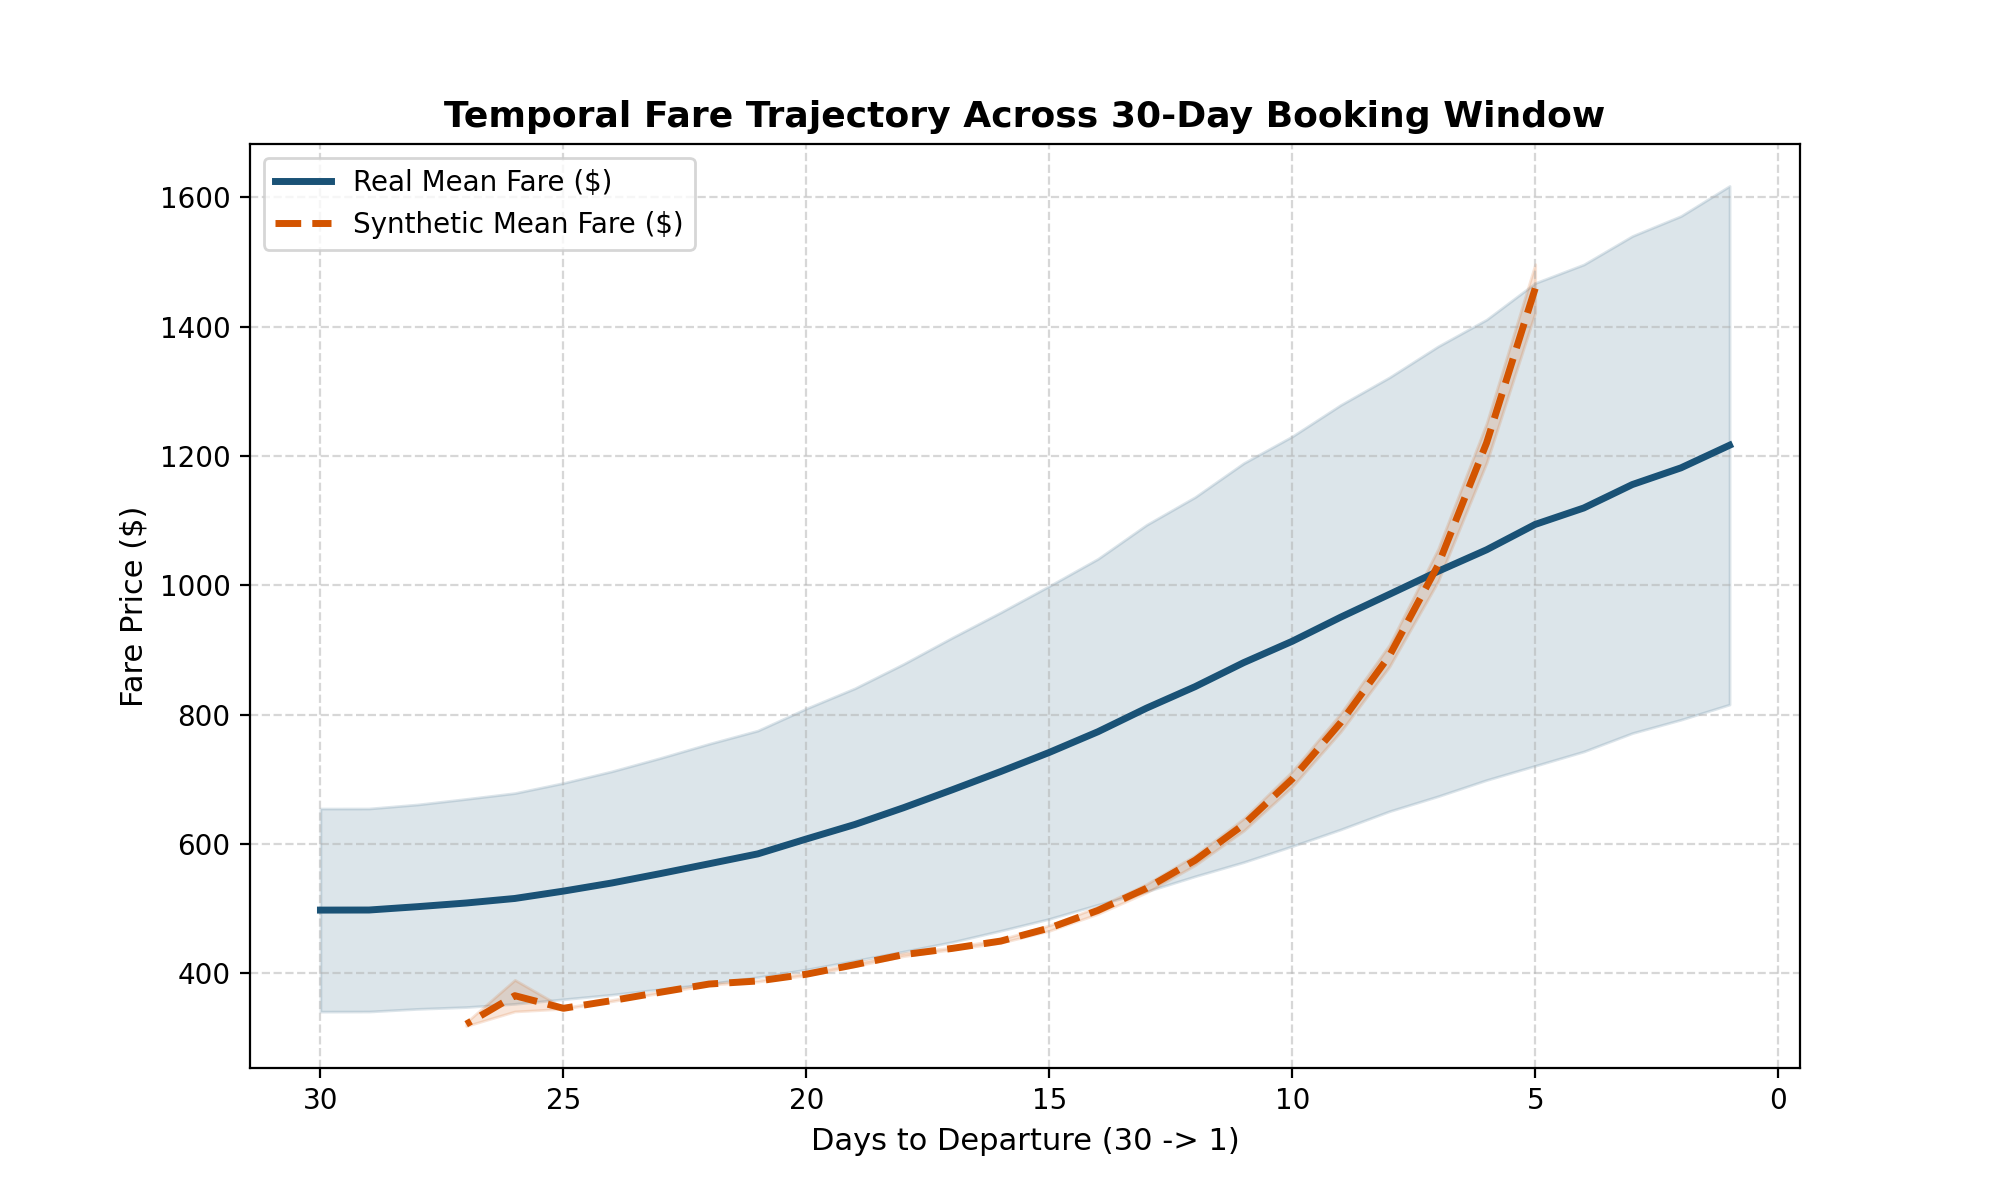 Temporal Fare Trajectory Across 30-Day Booking Window
Real Mean Fare ($)
Synthetic Mean Fare ($)
Fare Price ($)
1600
1400
1200
1000
800
600
400
30 25 20 15 10 5 0
Days to Departure (30 -> 1)